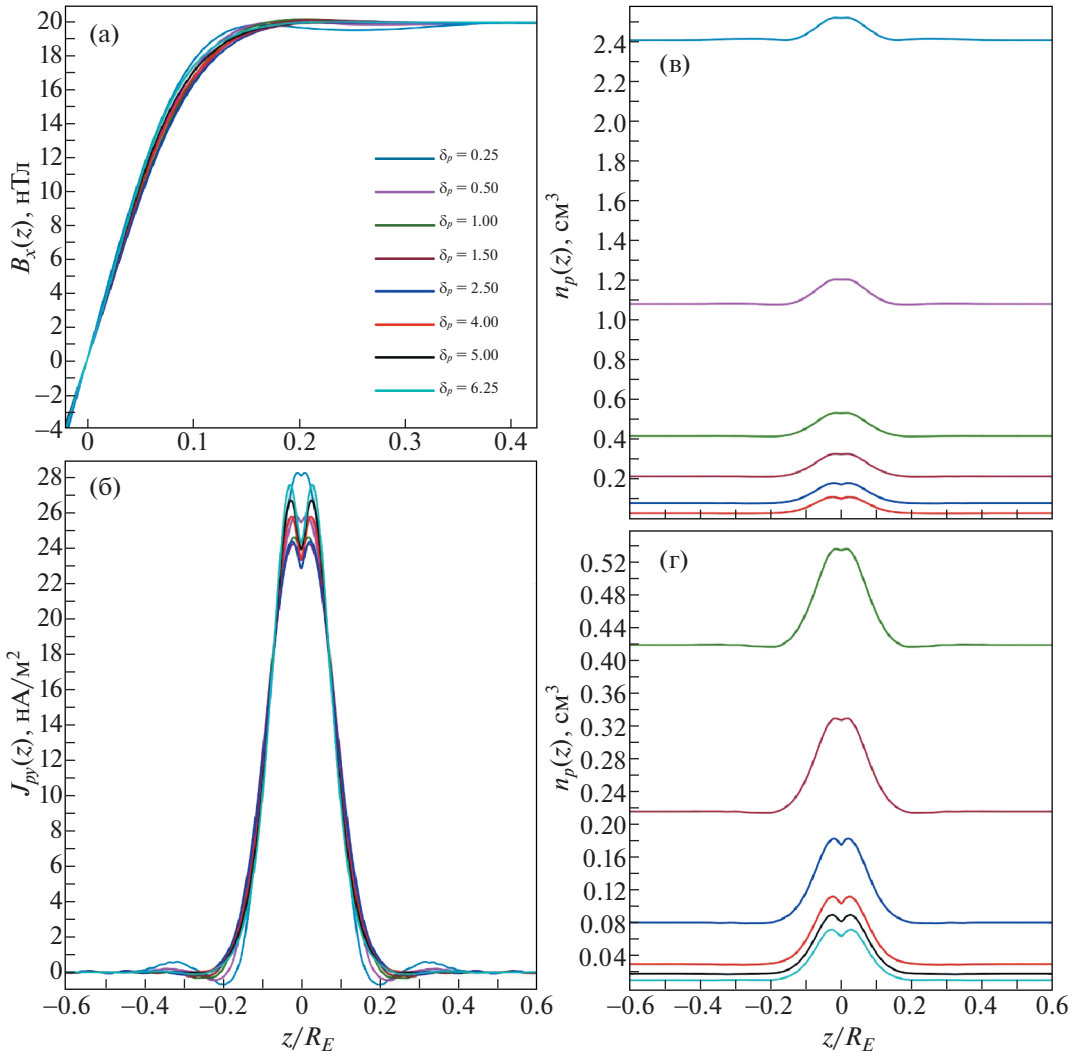 (а)
20
18
16
14
12
10
8
6
4
2
0
−2
−4
B_x(z), нТл
δ_p = 0.25
δ_p = 0.50
δ_p = 1.00
δ_p = 1.50
δ_p = 2.50
δ_p = 4.00
δ_p = 5.00
δ_p = 6.25
0 0.1 0.2 0.3 0.4
(б)
28
26
24
22
20
18
16
14
12
10
8
6
4
2
0
J_{py}(z), нА/м²
−0.6 −0.4 −0.2 0 0.2 0.4 0.6
z/R_E
(в)
2.4
2.2
2.0
1.8
1.6
1.4
1.2
1.0
0.8
0.6
0.4
0.2
n_p(z), см³
(г)
0.52
0.48
0.44
0.40
0.36
0.32
0.28
0.24
0.20
0.16
0.12
0.08
0.04
n_p(z), см³
−0.6 −0.4 −0.2 0 0.2 0.4 0.6
z/R_E